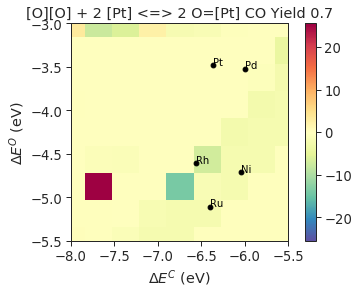 [O][O] + 2 [Pt] <=> 2 O=[Pt] CO Yield 0.7
−3.0
−3.5
−4.0
−4.5
−5.0
−5.5
ΔE^O (eV)
Pt
Pd
Rh
Ni
Ru
−8.0 −7.5 −7.0 −6.5 −6.0 −5.5
ΔE^C (eV)
20
10
0
−10
−20